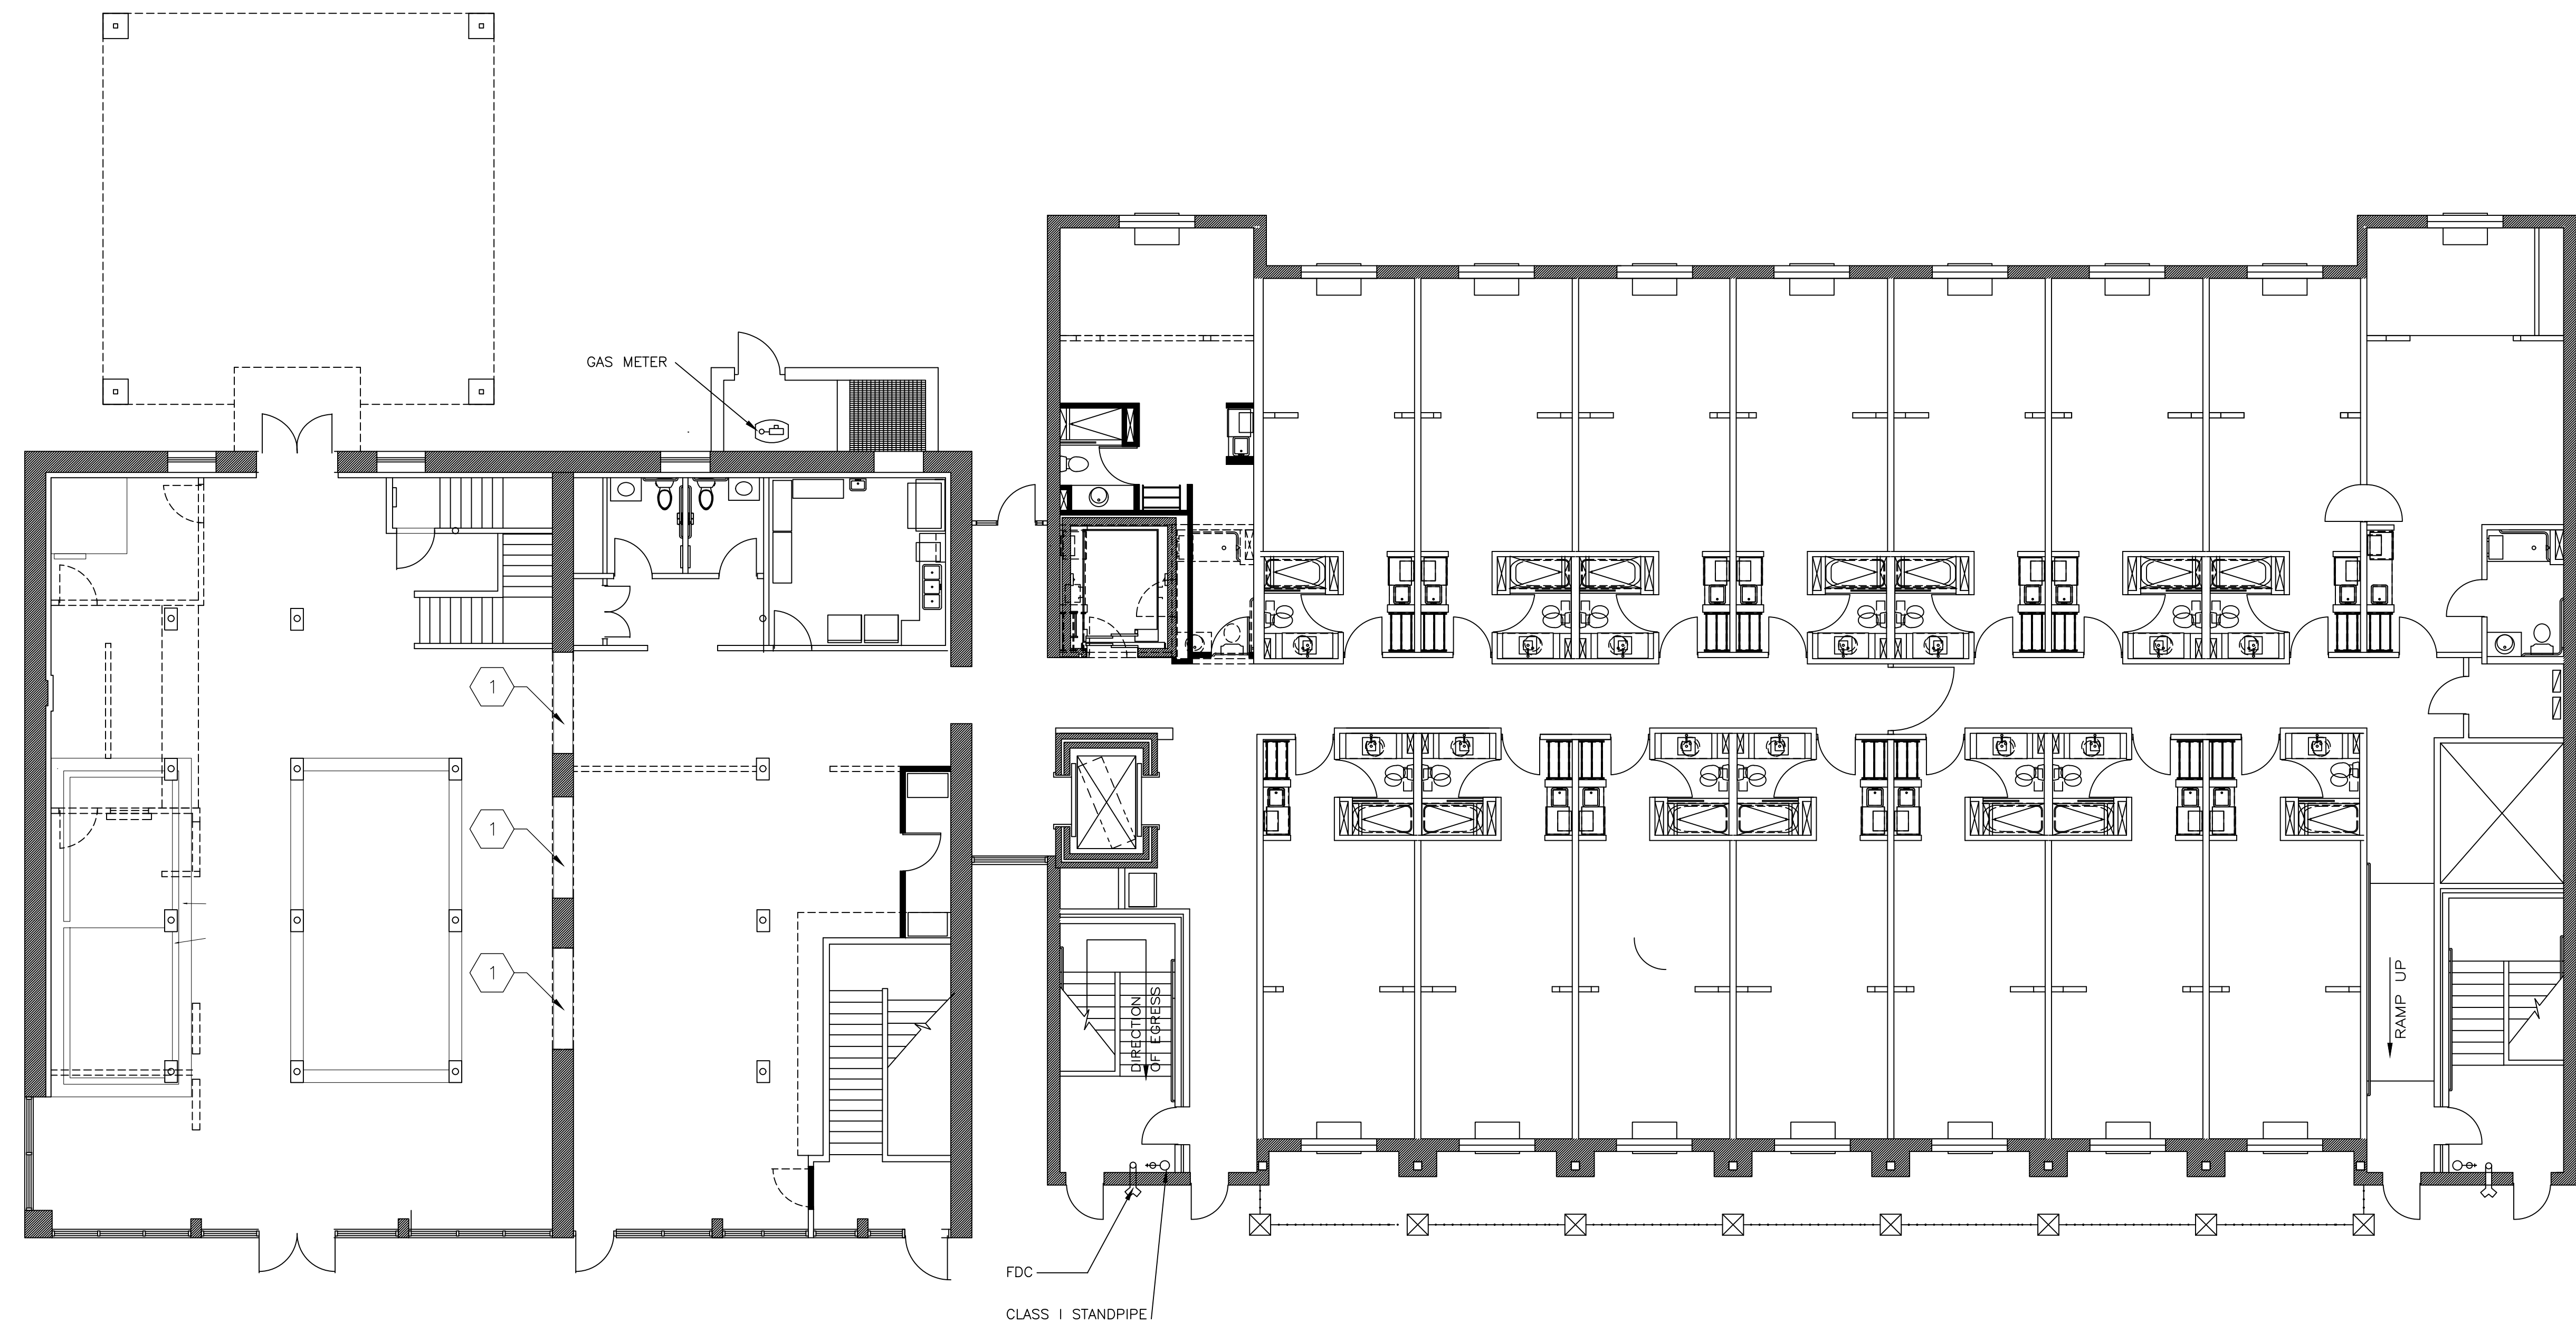 GAS METER
1
1
1
DIRECTION
OF EGRESS
RAMP UP
FDC
CLASS I STANDPIPE